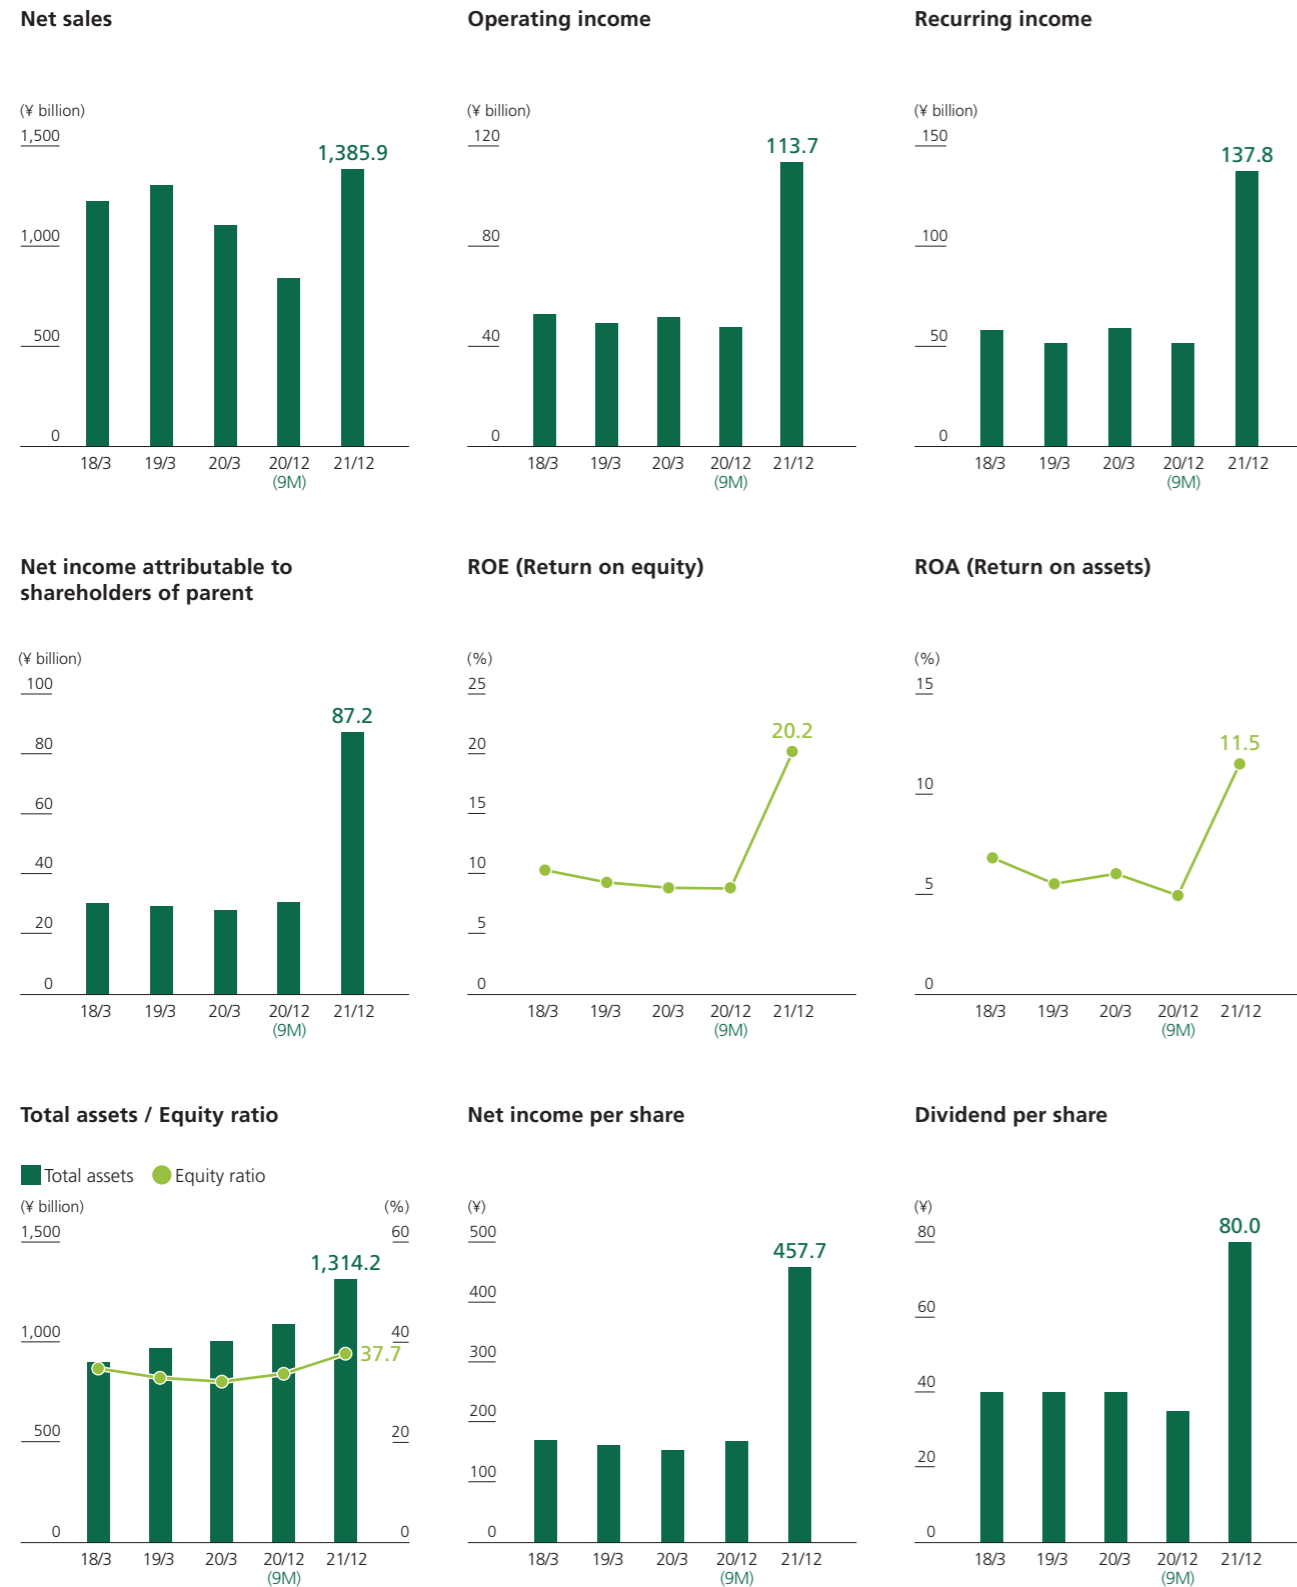 Net sales
(¥ billion)
1,500
1,000
500
0
1,385.9
18/3 19/3 20/3 20/12 21/12
(9M)
Operating income
(¥ billion)
120
80
40
0
113.7
18/3 19/3 20/3 20/12 21/12
(9M)
Recurring income
(¥ billion)
150
100
50
0
137.8
18/3 19/3 20/3 20/12 21/12
(9M)
Net income attributable to
shareholders of parent
(¥ billion)
100
80
60
40
20
0
87.2
18/3 19/3 20/3 20/12 21/12
(9M)
ROE (Return on equity)
(%)
25
20
15
10
5
0
20.2
18/3 19/3 20/3 20/12 21/12
(9M)
ROA (Return on assets)
(%)
15
10
5
0
11.5
18/3 19/3 20/3 20/12 21/12
(9M)
Total assets / Equity ratio
Total assets Equity ratio
(¥ billion) (%)
1,500 60
1,314.2
1,000 40
37.7
500 20
0 0
18/3 19/3 20/3 20/12 21/12
(9M)
Net income per share
(¥)
500
400
300
200
100
0
457.7
18/3 19/3 20/3 20/12 21/12
(9M)
Dividend per share
(¥)
80
60
40
20
0
80.0
18/3 19/3 20/3 20/12 21/12
(9M)